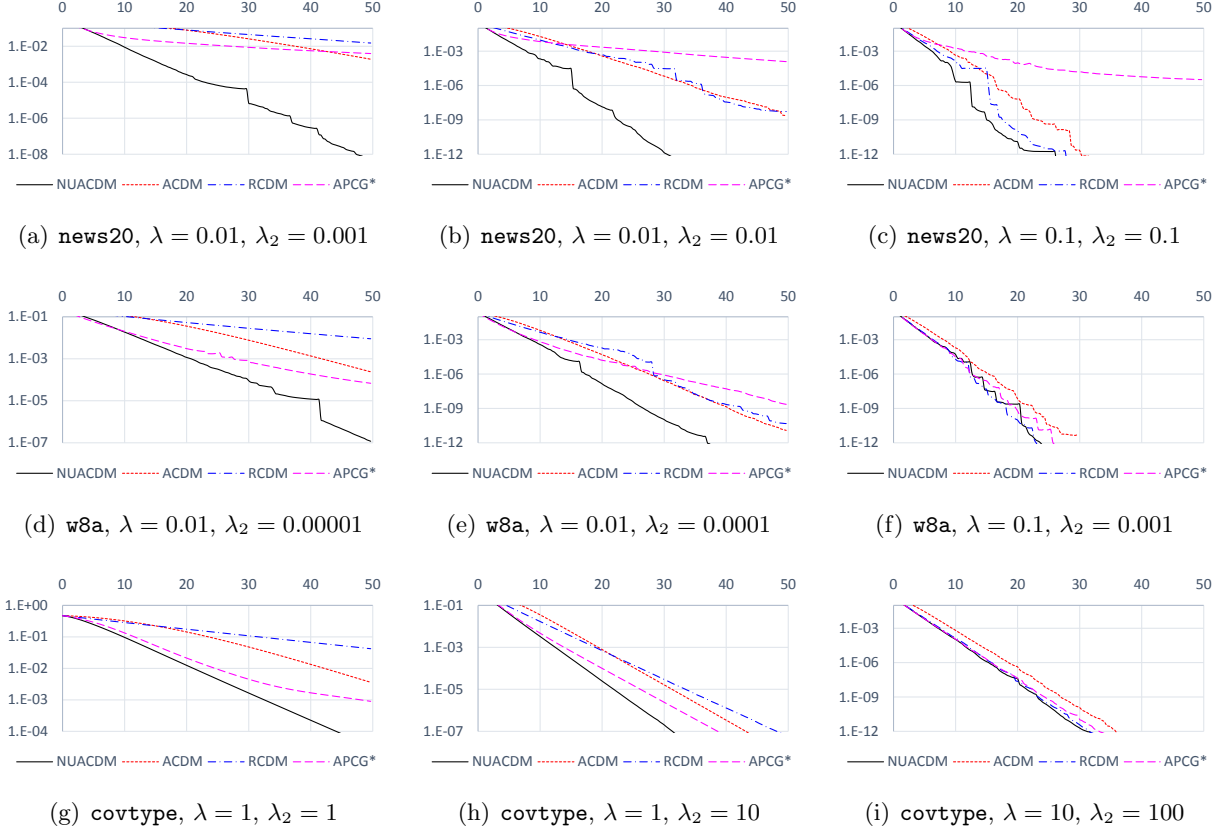 0 10 20 30 40 50
1.E-02
1.E-04
1.E-06
1.E-08
NUACDM ACDM RCDM APCG*
(a) news20, λ = 0.01, λ2 = 0.001
0 10 20 30 40 50
1.E-03
1.E-06
1.E-09
1.E-12
NUACDM ACDM RCDM APCG*
(b) news20, λ = 0.01, λ2 = 0.01
0 10 20 30 40 50
1.E-03
1.E-06
1.E-09
1.E-12
NUACDM ACDM RCDM APCG*
(c) news20, λ = 0.1, λ2 = 0.1
0 10 20 30 40 50
1.E-01
1.E-03
1.E-05
1.E-07
NUACDM ACDM RCDM APCG*
(d) w8a, λ = 0.01, λ2 = 0.00001
0 10 20 30 40 50
1.E-03
1.E-06
1.E-09
1.E-12
NUACDM ACDM RCDM APCG*
(e) w8a, λ = 0.01, λ2 = 0.0001
0 10 20 30 40 50
1.E-03
1.E-06
1.E-09
1.E-12
NUACDM ACDM RCDM APCG*
(f) w8a, λ = 0.1, λ2 = 0.001
0 10 20 30 40 50
1.E+00
1.E-01
1.E-02
1.E-03
1.E-04
NUACDM ACDM RCDM APCG*
(g) covtype, λ = 1, λ2 = 1
0 10 20 30 40 50
1.E-01
1.E-03
1.E-05
1.E-07
NUACDM ACDM RCDM APCG*
(h) covtype, λ = 1, λ2 = 10
0 10 20 30 40 50
1.E-03
1.E-06
1.E-09
1.E-12
NUACDM ACDM RCDM APCG*
(i) covtype, λ = 10, λ2 = 100